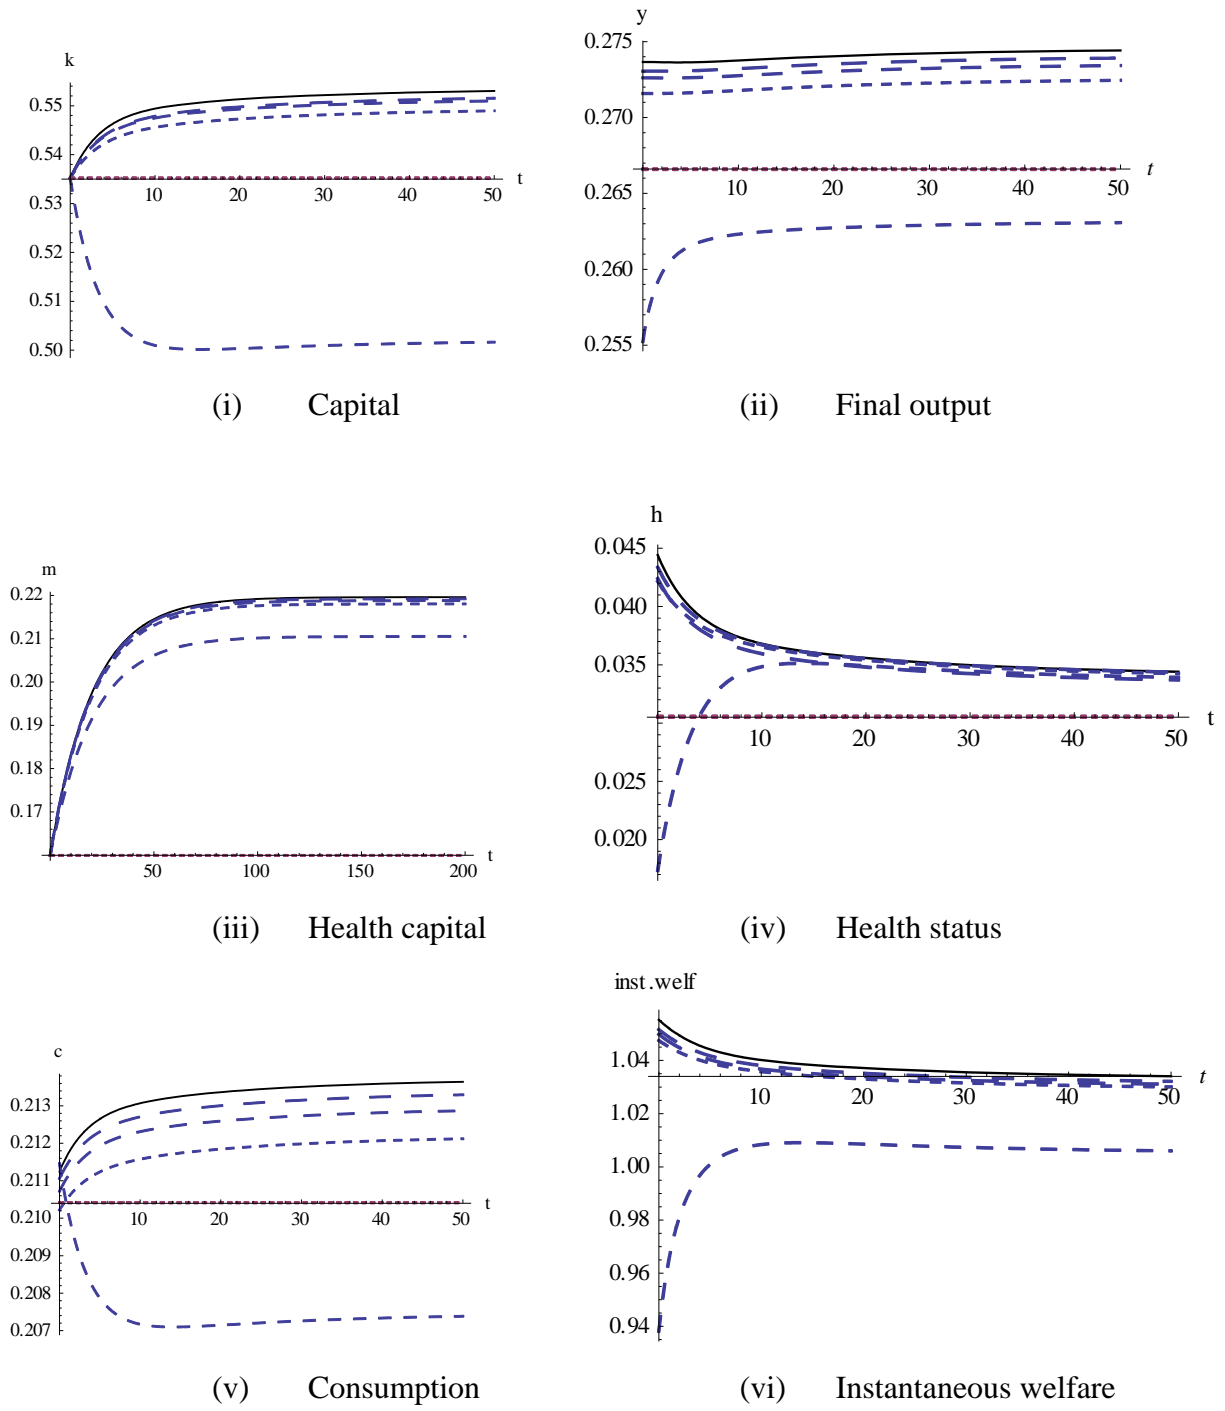 k
0.55
0.54
0.53
0.52
0.51
0.50
10 20 30 40 50 t
(i) Capital
y
0.275
0.270
0.265
0.260
0.255
10 20 30 40 50 t
(ii) Final output
m
0.22
0.21
0.20
0.19
0.18
0.17
50 100 150 200 t
(iii) Health capital
h
0.045
0.040
0.035
0.025
0.020
10 20 30 40 50 t
(iv) Health status
c
0.213
0.212
0.211
0.210
0.209
0.208
0.207
10 20 30 40 50 t
(v) Consumption
inst.welf
1.04
1.02
1.00
0.98
0.96
0.94
10 20 30 40 50 t
(vi) Instantaneous welfare